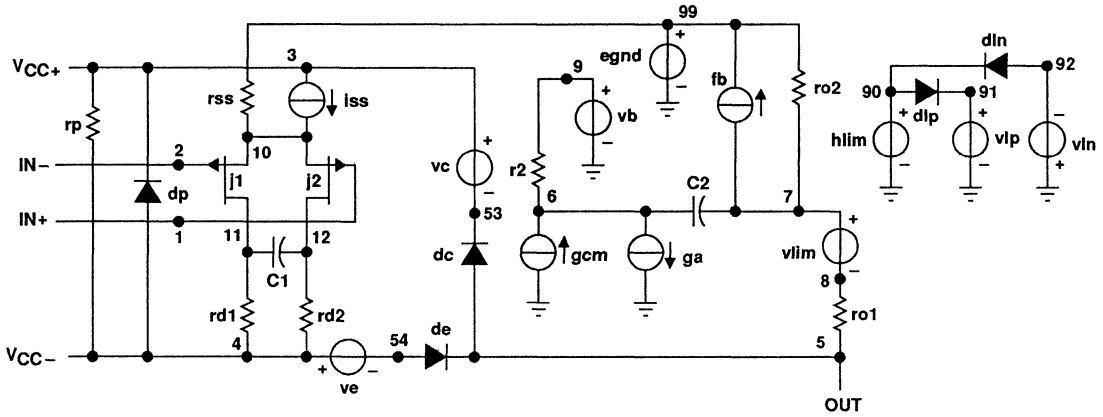 99
egnd
+
−
fb
ro2
dln
92
90
91
dlp
hlim
+
−
vlp
+
−
vln
−
+
VCC+
3
rss
iss
9
vb
+
−
rp
10
IN−
2
j1
j2
vc
+
−
r2
C2
6
7
dp
53
IN+
1
11
12
dc
gcm
ga
vlim
+
−
8
C1
rd1
rd2
ro1
4
54
de
5
VCC−
+
−
ve
OUT